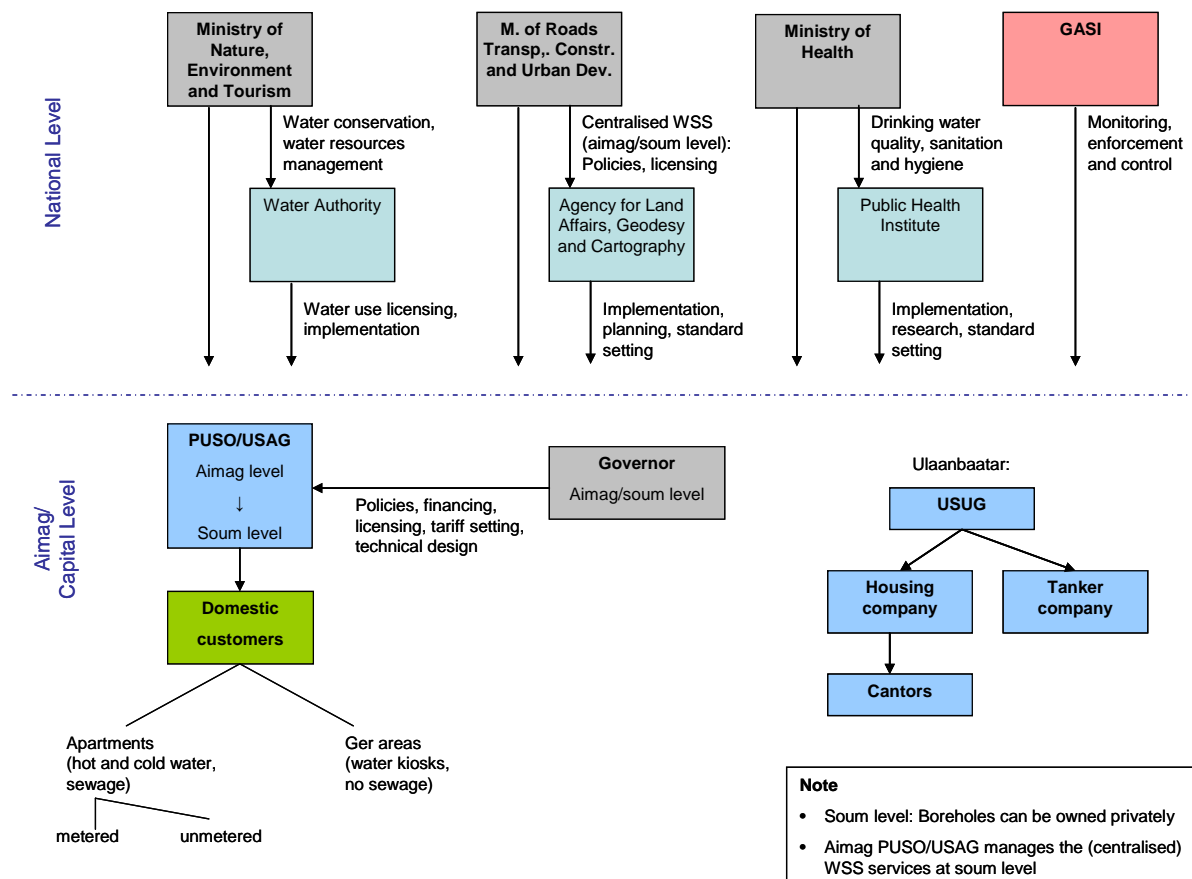 National Level
Ministry of
Nature,
Environment
and Tourism
M. of Roads
Transp,. Constr.
and Urban Dev.
Ministry of
Health
GASI
Water conservation,
water resources
management
Centralised WSS
(aimag/soum level):
Policies, licensing
Drinking water
quality, sanitation
and hygiene
Monitoring,
enforcement
and control
Water Authority
Agency for Land
Affairs, Geodesy
and Cartography
Public Health
Institute
Water use licensing,
implementation
Implementation,
planning, standard
setting
Implementation,
research, standard
setting
Aimag/
Capital Level
PUSO/USAG
Aimag level
↓
Soum level
Governor
Aimag/soum level
Policies, financing,
licensing, tariff setting,
technical design
Domestic
customers
Apartments
(hot and cold water,
sewage)
Ger areas
(water kiosks,
no sewage)
metered
unmetered
Ulaanbaatar:
USUG
Housing
company
Tanker
company
Cantors
Note
• Soum level: Boreholes can be owned privately
• Aimag PUSO/USAG manages the (centralised)
WSS services at soum level